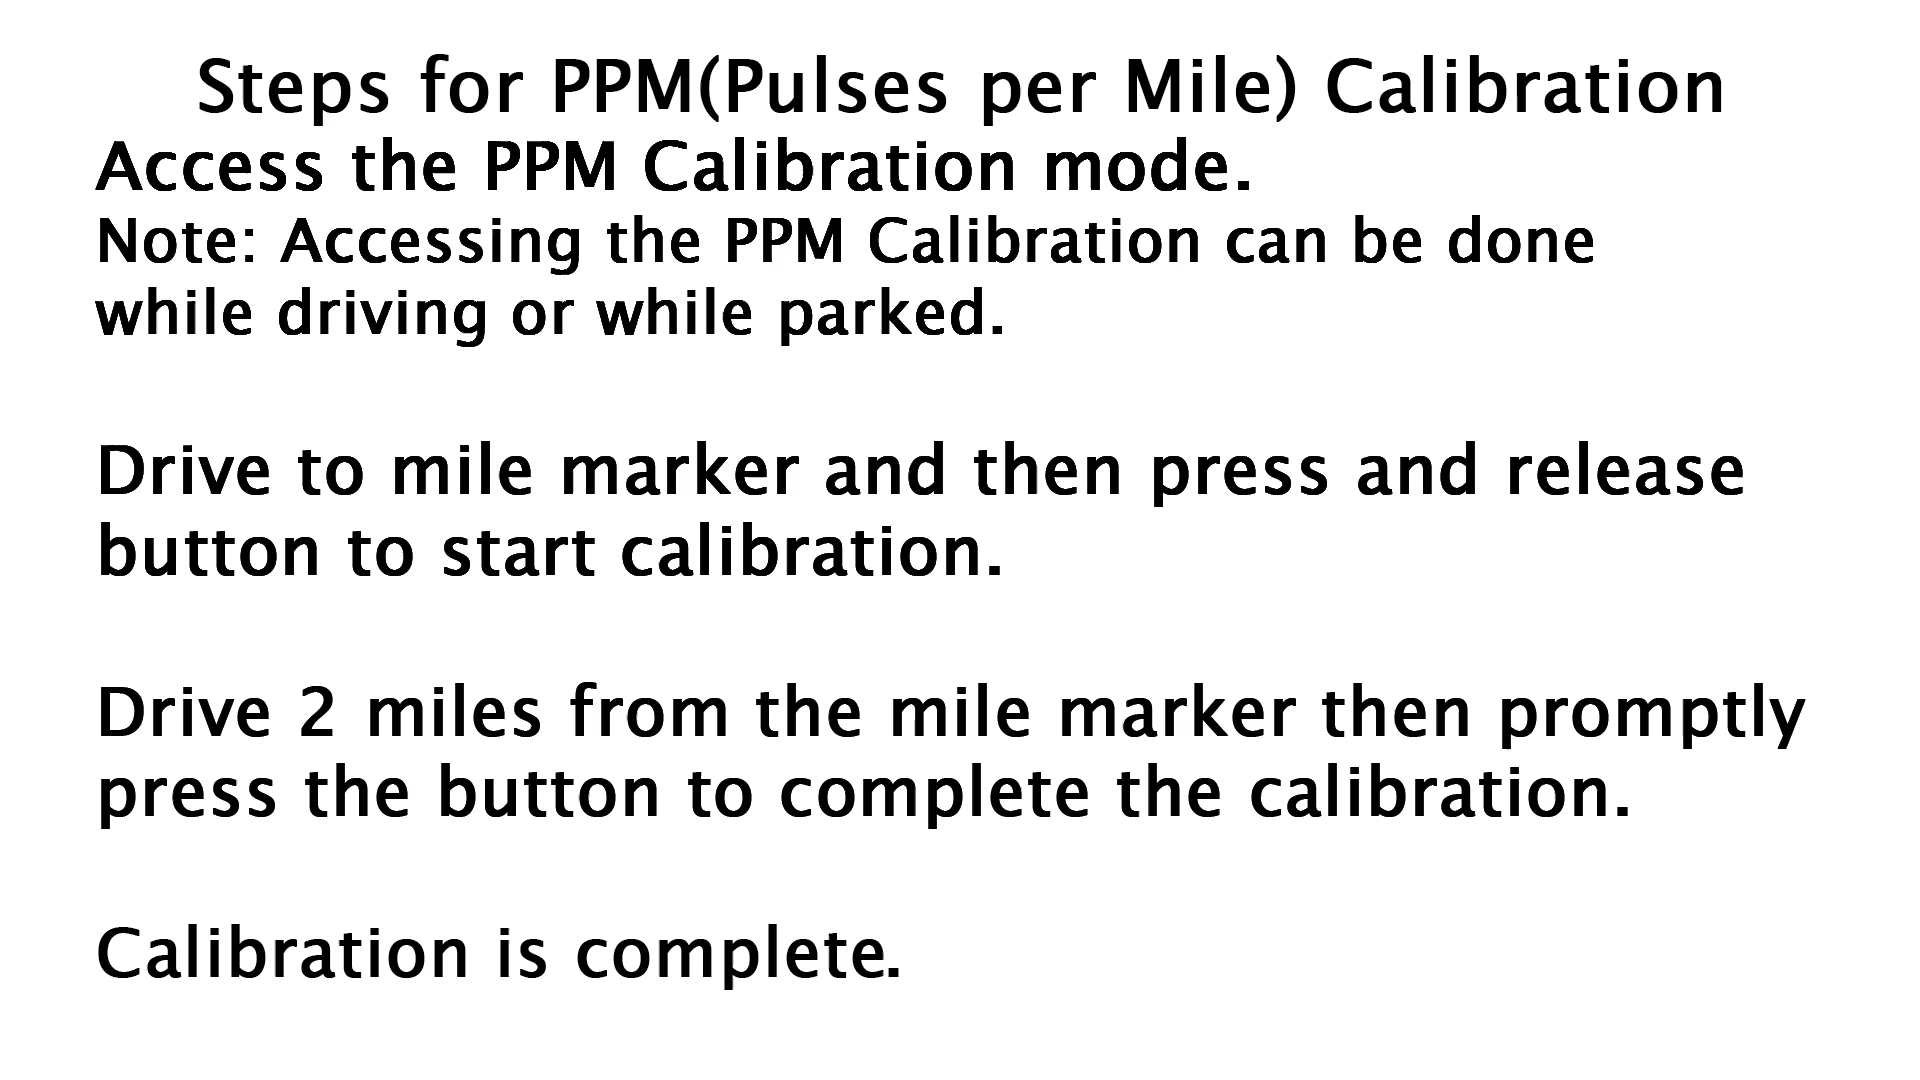 Steps for PPM(Pulses per Mile) Calibration
Access the PPM Calibration mode.
Note: Accessing the PPM Calibration can be done
while driving or while parked.
Drive to mile marker and then press and release
button to start calibration.
Drive 2 miles from the mile marker then promptly
press the button to complete the calibration.
Calibration is complete.